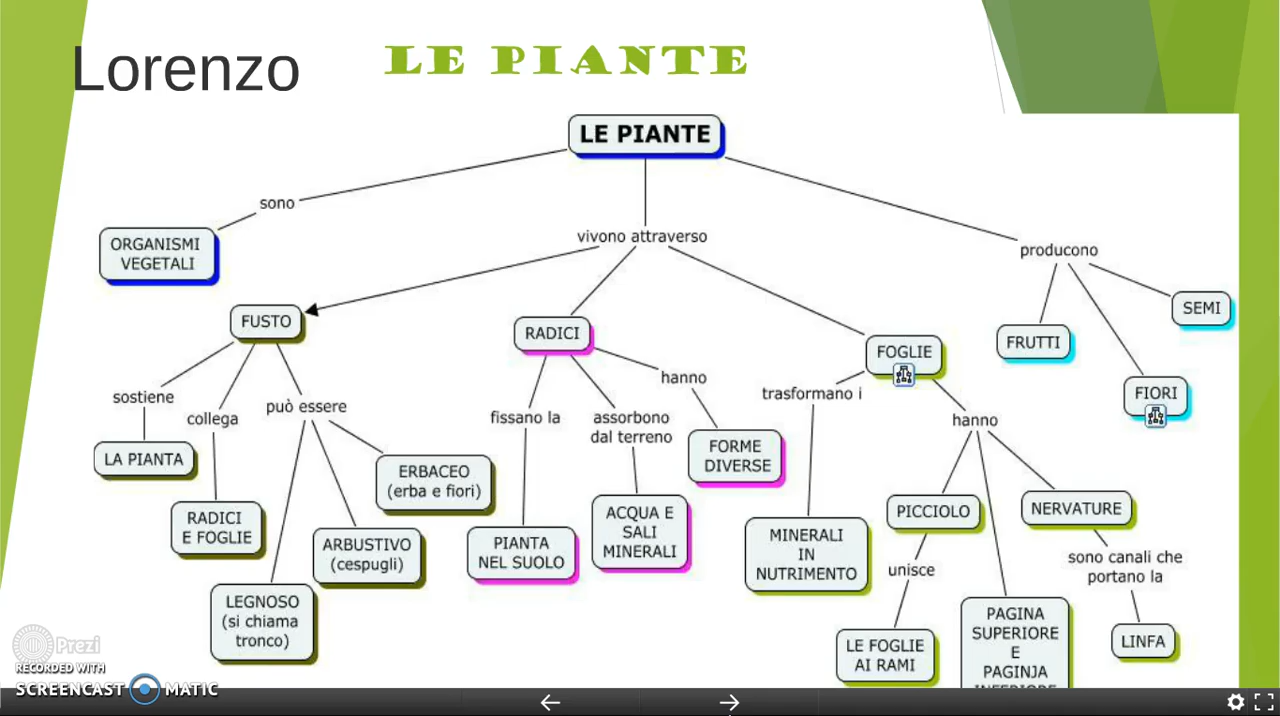 Lorenzo
LE PIANTE
LE PIANTE
sono
ORGANISMI
VEGETALI
vivono attraverso
producono
FUSTO
RADICI
FOGLIE
FRUTTI
SEMI
FIORI
sostiene
LA PIANTA
collega
RADICI
E FOGLIE
può essere
LEGNOSO
(si chiama
tronco)
ARBUSTIVO
(cespugli)
ERBACEO
(erba e fiori)
fissano la
PIANTA
NEL SUOLO
assorbono
dal terreno
ACQUA E
SALI
MINERALI
hanno
FORME
DIVERSE
trasformano i
MINERALI
IN
NUTRIMENTO
hanno
PICCIOLO
unisce
LE FOGLIE
AI RAMI
PAGINA
SUPERIORE
E
PAGINJA
INFERIORE
NERVATURE
sono canali che
portano la
LINFA
Prezi
RECORDED WITH
SCREENCAST MATIC